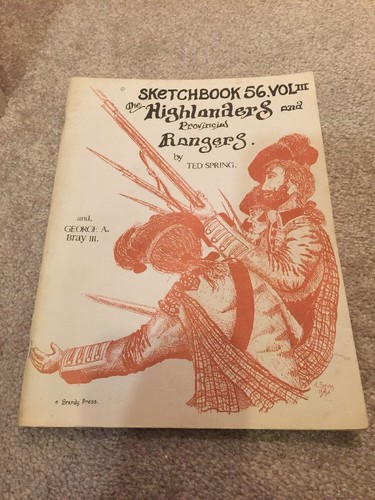 SKETCHBOOK 56. VOL III
The Highlanders and
Provincial
Rangers.
by
TED SPRING.
and,
GEORGE A.
Bray III.
© Brandy Press.